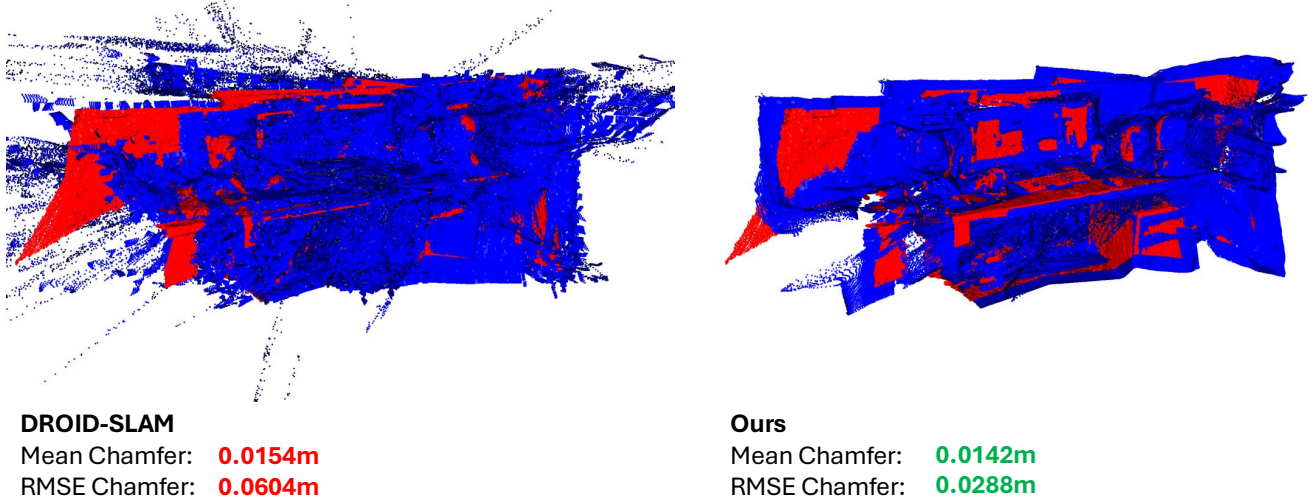 DROID-SLAM
Mean Chamfer: 0.0154m
RMSE Chamfer: 0.0604m
Ours
Mean Chamfer: 0.0142m
RMSE Chamfer: 0.0288m